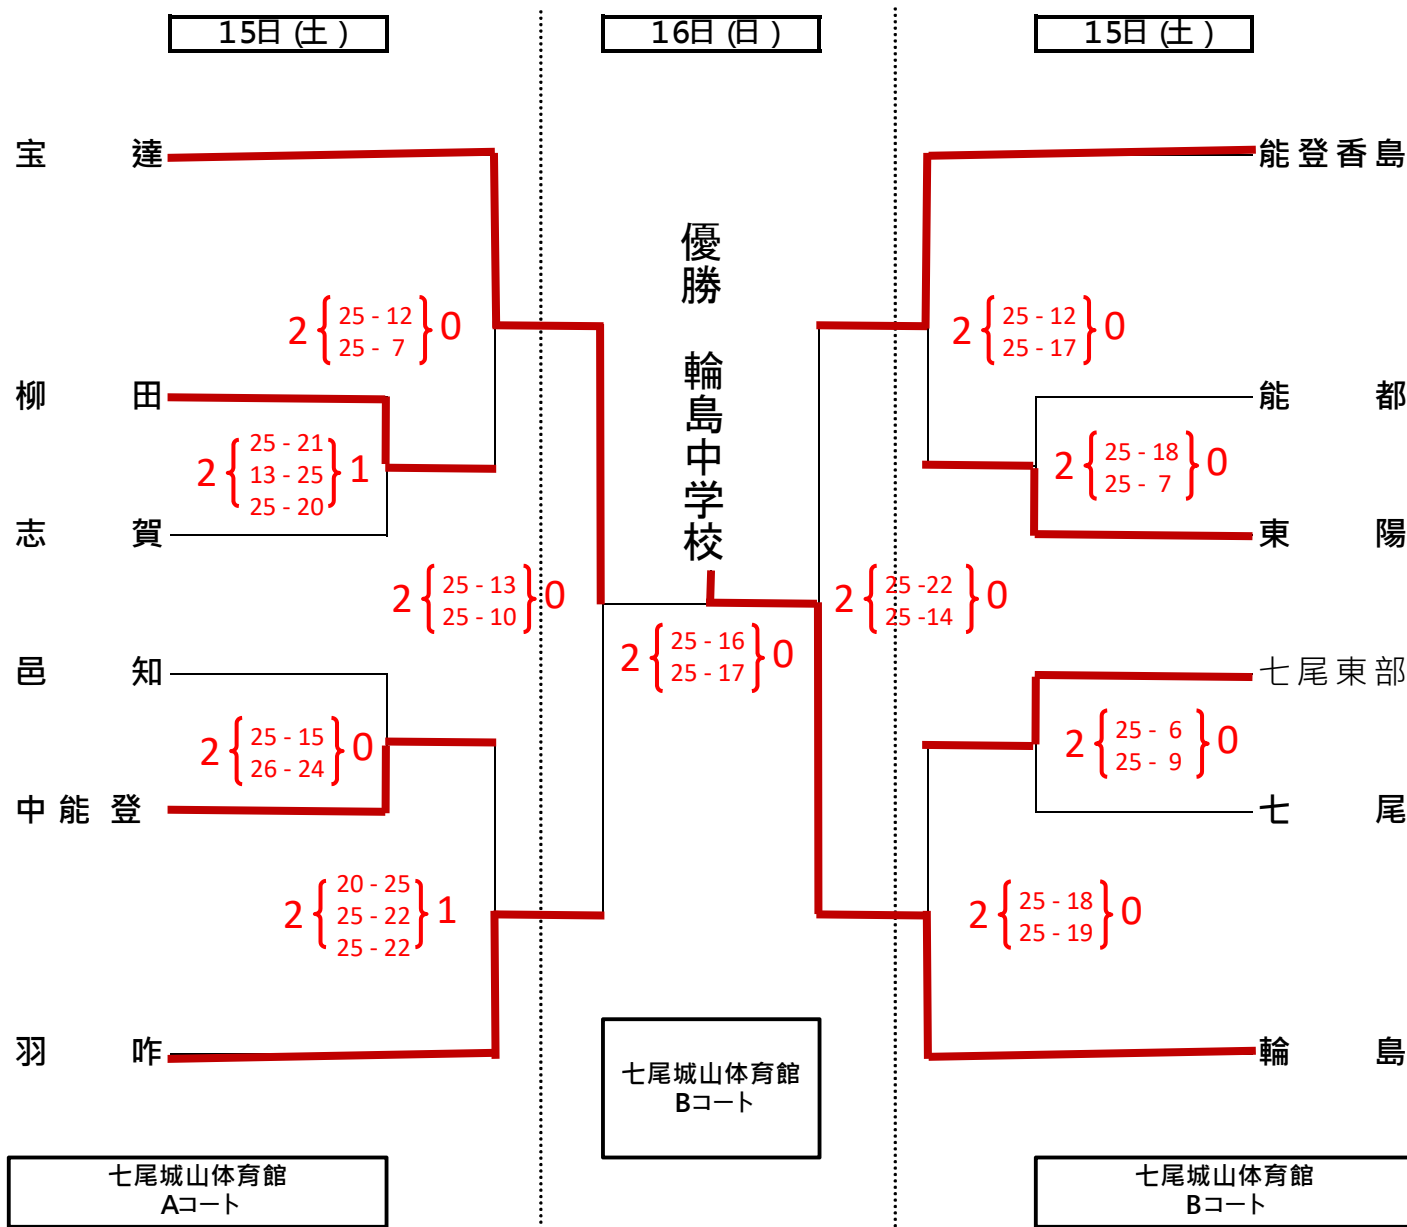 15日 (土) 16日 (日) 15日 (土)
宝達 能登香島
優勝 輪島中学校
2 { 25 - 12 } 0 2 { 25 - 12 } 0
25 - 7 25 - 17
柳田 能都
2 { 25 - 21 } 1 2 { 25 - 18 } 0
13 - 25 25 - 7
25 - 20
志賀 東陽
2 { 25 - 13 } 0 2 { 25 -22 } 0
25 - 10 25 -14
2 { 25 - 16 } 0
25 - 17
邑知 七尾東部
2 { 25 - 15 } 0 2 { 25 - 6 } 0
26 - 24 25 - 9
中能登 七尾
2 { 20 - 25 } 1 2 { 25 - 18 } 0
25 - 22 25 - 19
25 - 22
羽咋 輪島
七尾城山体育館
Bコート
七尾城山体育館 七尾城山体育館
Aコート Bコート